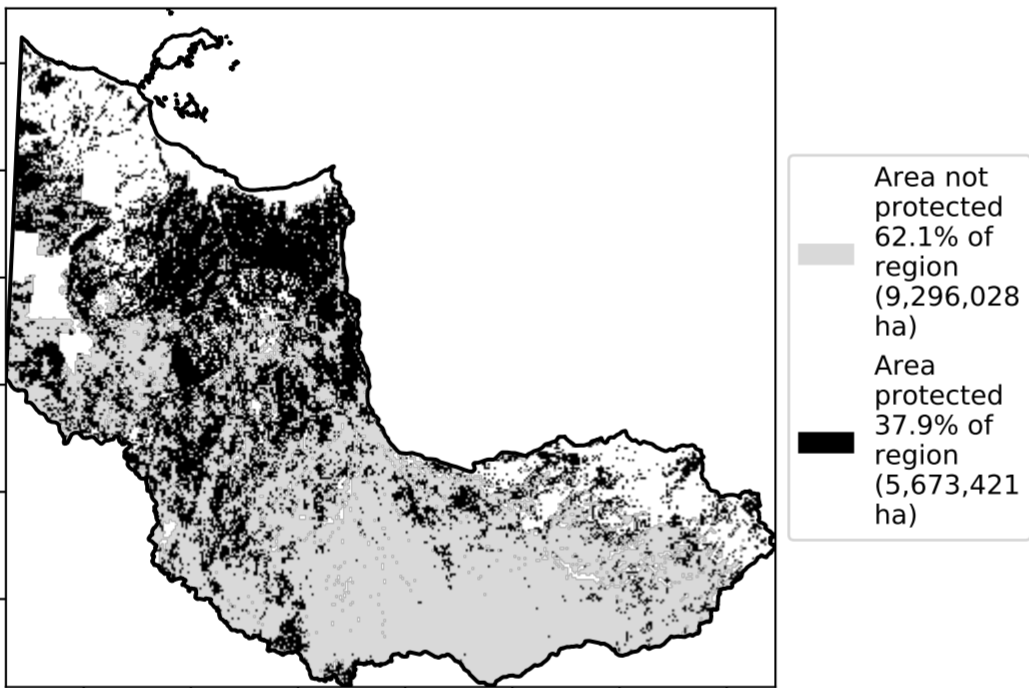 Area not
protected
62.1% of
region
(9,296,028
ha)
Area
protected
37.9% of
region
(5,673,421
ha)